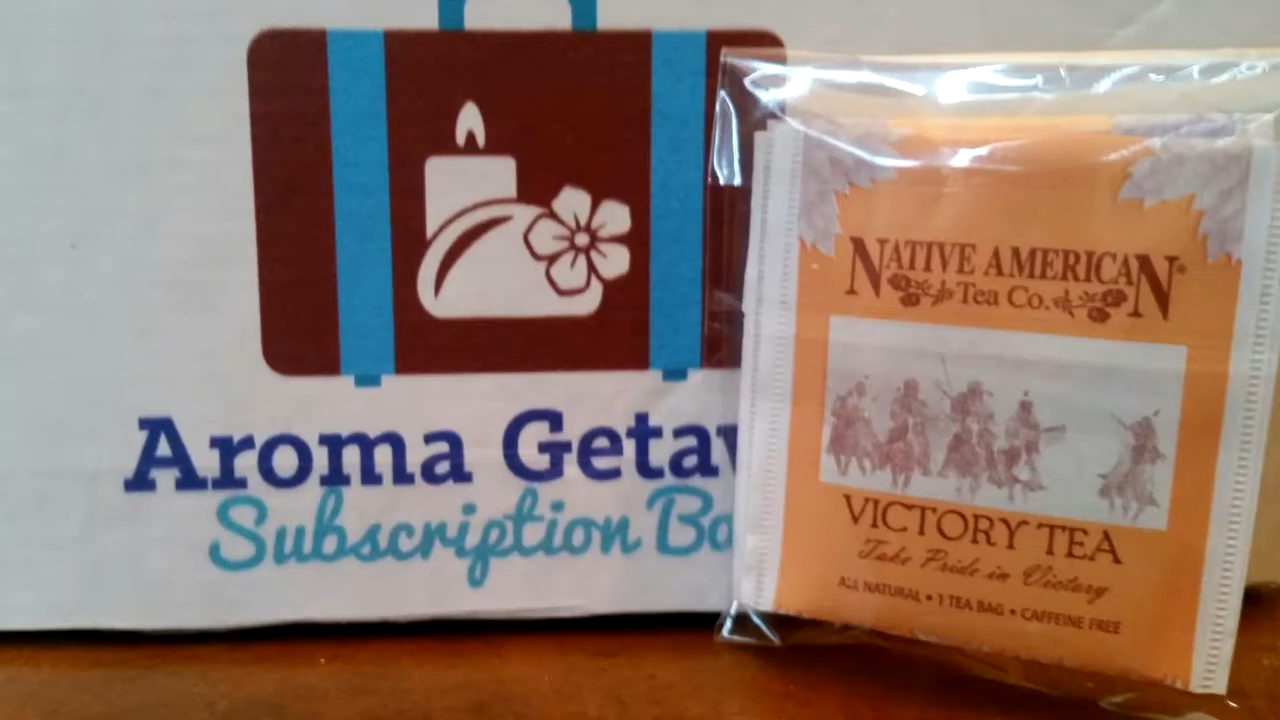 Aroma Getaw
Subscription Bo
NATIVE AMERICAN®
Tea Co.
VICTORY TEA
Take Pride in Victory
ALL NATURAL • 1 TEA BAG • CAFFEINE FREE